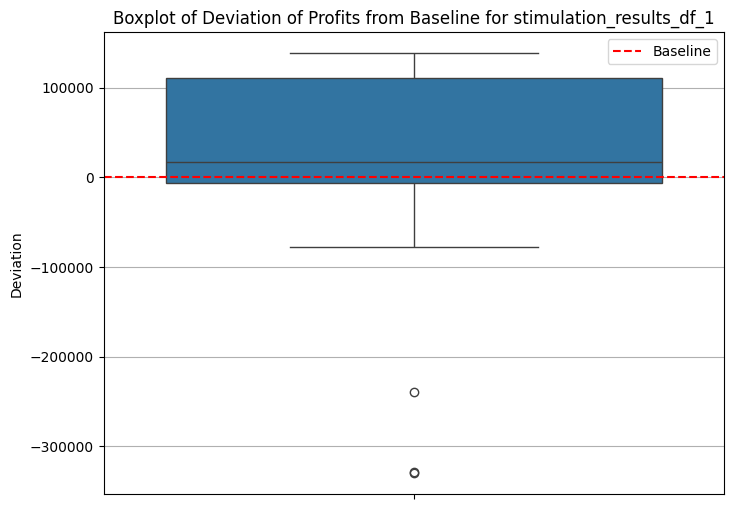 Boxplot of Deviation of Profits from Baseline for stimulation_results_df_1
Baseline
100000
0
−100000
−200000
−300000
Deviation